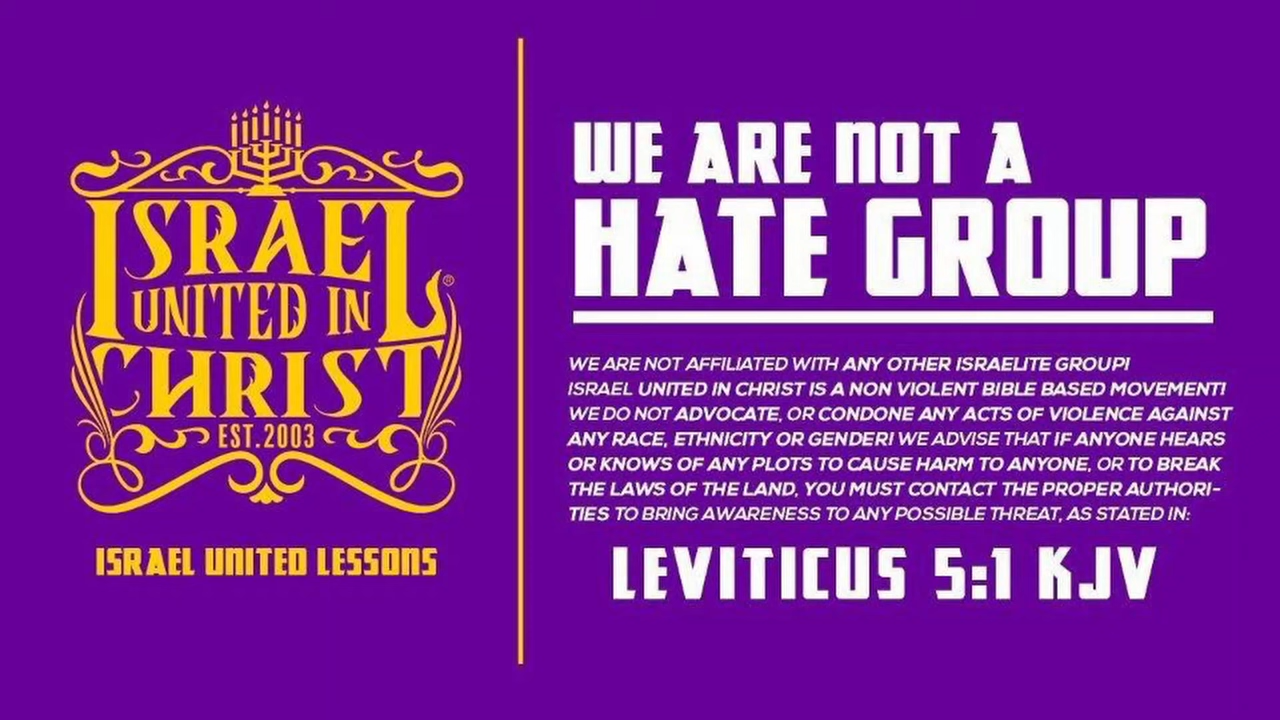 ISRAEL
UNITED IN
CHRIST
EST.2003
ISRAEL UNITED LESSONS
WE ARE NOT A
HATE GROUP
WE ARE NOT AFFILIATED WITH ANY OTHER ISRAELITE GROUP!
ISRAEL UNITED IN CHRIST IS A NON VIOLENT BIBLE BASED MOVEMENT!
WE DO NOT ADVOCATE, OR CONDONE ANY ACTS OF VIOLENCE AGAINST
ANY RACE, ETHNICITY OR GENDER! WE ADVISE THAT IF ANYONE HEARS
OR KNOWS OF ANY PLOTS TO CAUSE HARM TO ANYONE, OR TO BREAK
THE LAWS OF THE LAND, YOU MUST CONTACT THE PROPER AUTHORI-
TIES TO BRING AWARENESS TO ANY POSSIBLE THREAT, AS STATED IN:
LEVITICUS 5:1 KJV